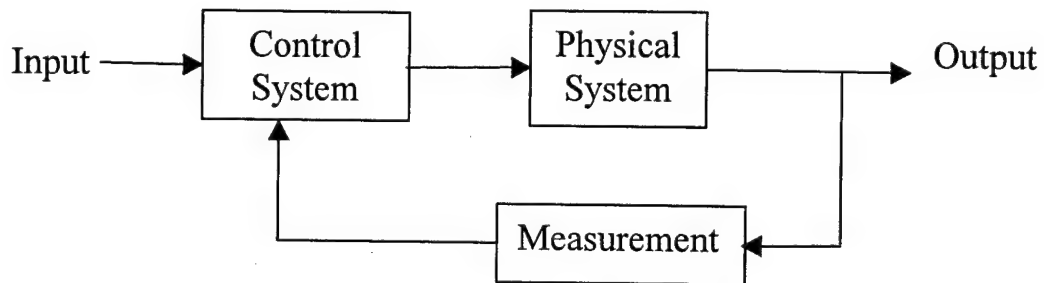 Input
Control
System
Physical
System
Output
Measurement